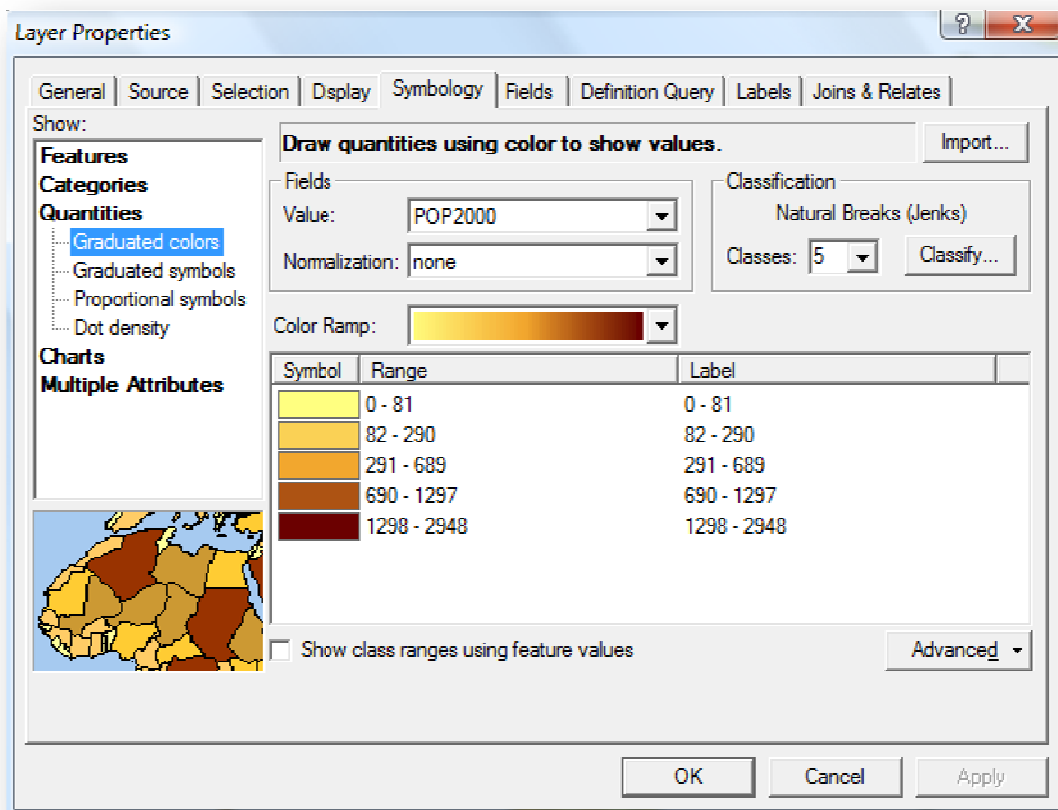 Layer Properties
? X
General Source Selection Display Symbology Fields Definition Query Labels Joins & Relates
Show:
Features
Categories
Quantities
Graduated colors
Graduated symbols
Proportional symbols
Dot density
Charts
Multiple Attributes
Draw quantities using color to show values.
Import...
Fields
Value: POP2000
Normalization: none
Classification
Natural Breaks (Jenks)
Classes: 5 Classify...
Color Ramp:
Symbol Range Label
0 - 81 0 - 81
82 - 290 82 - 290
291 - 689 291 - 689
690 - 1297 690 - 1297
1298 - 2948 1298 - 2948
Show class ranges using feature values
Advanced
OK Cancel Apply